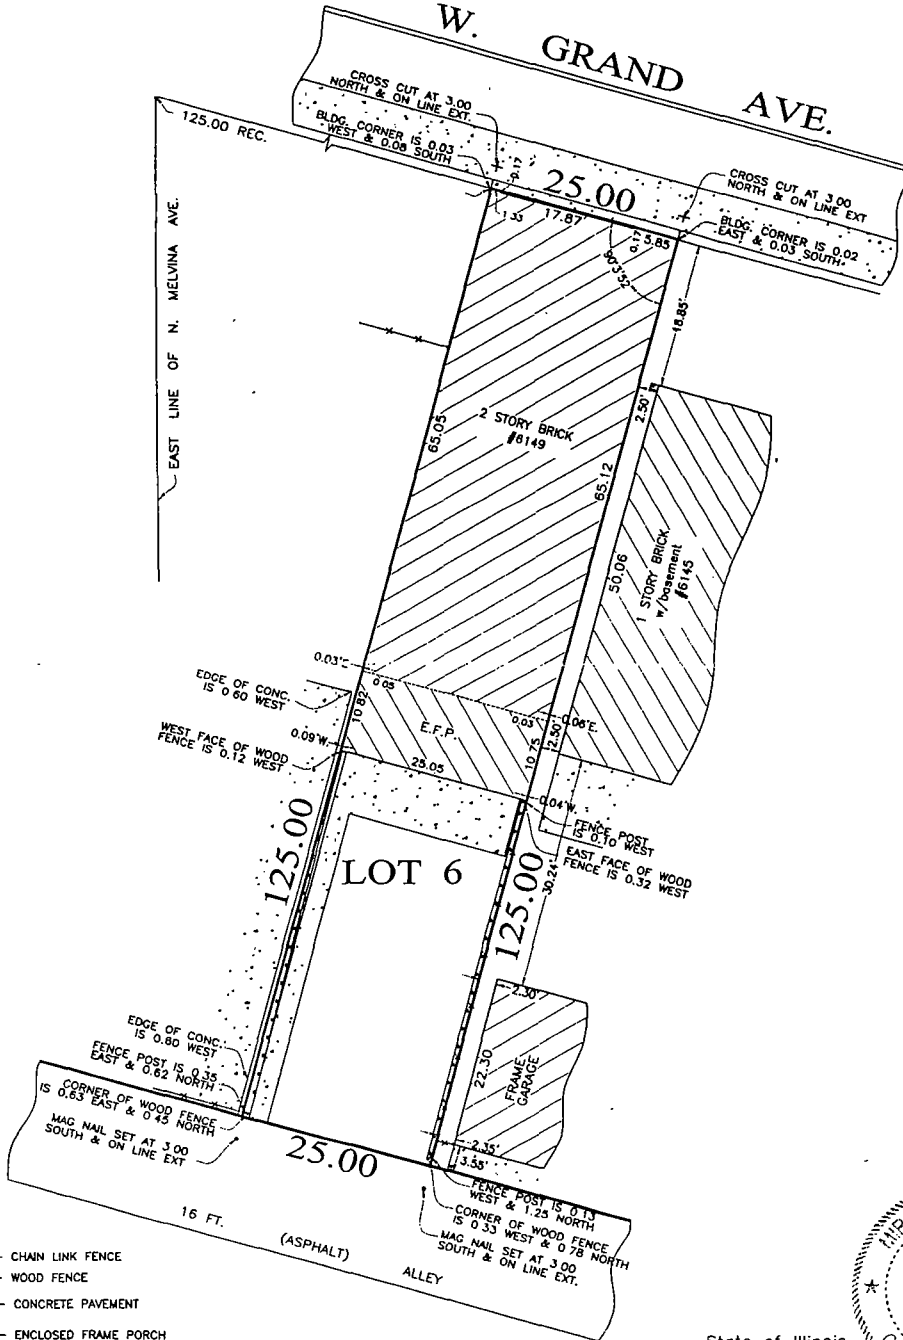 W. GRAND AVE.
CROSS CUT AT 3.00
NORTH & ON LINE EXT.
125.00 REC.
BLDG. CORNER IS 0.03
WEST & 0.08 SOUTH
0.17
25.00
CROSS CUT AT 3.00
NORTH & ON LINE EXT
1.33
17.87
0.17
5.85
BLDG. CORNER IS 0.02
EAST & 0.03 SOUTH
90°3'52"
EAST LINE OF N. MELVINA AVE.
18.85'
2.50'
2 STORY BRICK
#6149
65.05
65.12
50.06
1 STORY BRICK
w/basement
#6145
0.03'E
0.05
EDGE OF CONC.
IS 0.60 WEST
10.82
E.F.P.
0.03
0.06'E.
0.09'W.
WEST FACE OF WOOD
FENCE IS 0.12 WEST
25.05
10.75
2.50'
0.04'W.
FENCE POST
IS 0.10 WEST
EAST FACE OF WOOD
FENCE IS 0.32 WEST
125.00
LOT 6
125.00
30.24'
2.30'
EDGE OF CONC.
IS 0.80 WEST
22.30
FRAME
GARAGE
FENCE POST IS 0.35
EAST & 0.62 NORTH
CORNER OF WOOD FENCE
IS 0.63 EAST & 0.45 NORTH
MAG NAIL SET AT 3.00
SOUTH & ON LINE EXT
25.00
2.35'
3.55'
FENCE POST IS 0.13
WEST & 1.25 NORTH
CORNER OF WOOD FENCE
IS 0.33 WEST & 0.78 NORTH
MAG NAIL SET AT 3.00
SOUTH & ON LINE EXT.
16 FT.
(ASPHALT)
ALLEY
- CHAIN LINK FENCE
- WOOD FENCE
- CONCRETE PAVEMENT
- ENCLOSED FRAME PORCH
State of Illinois